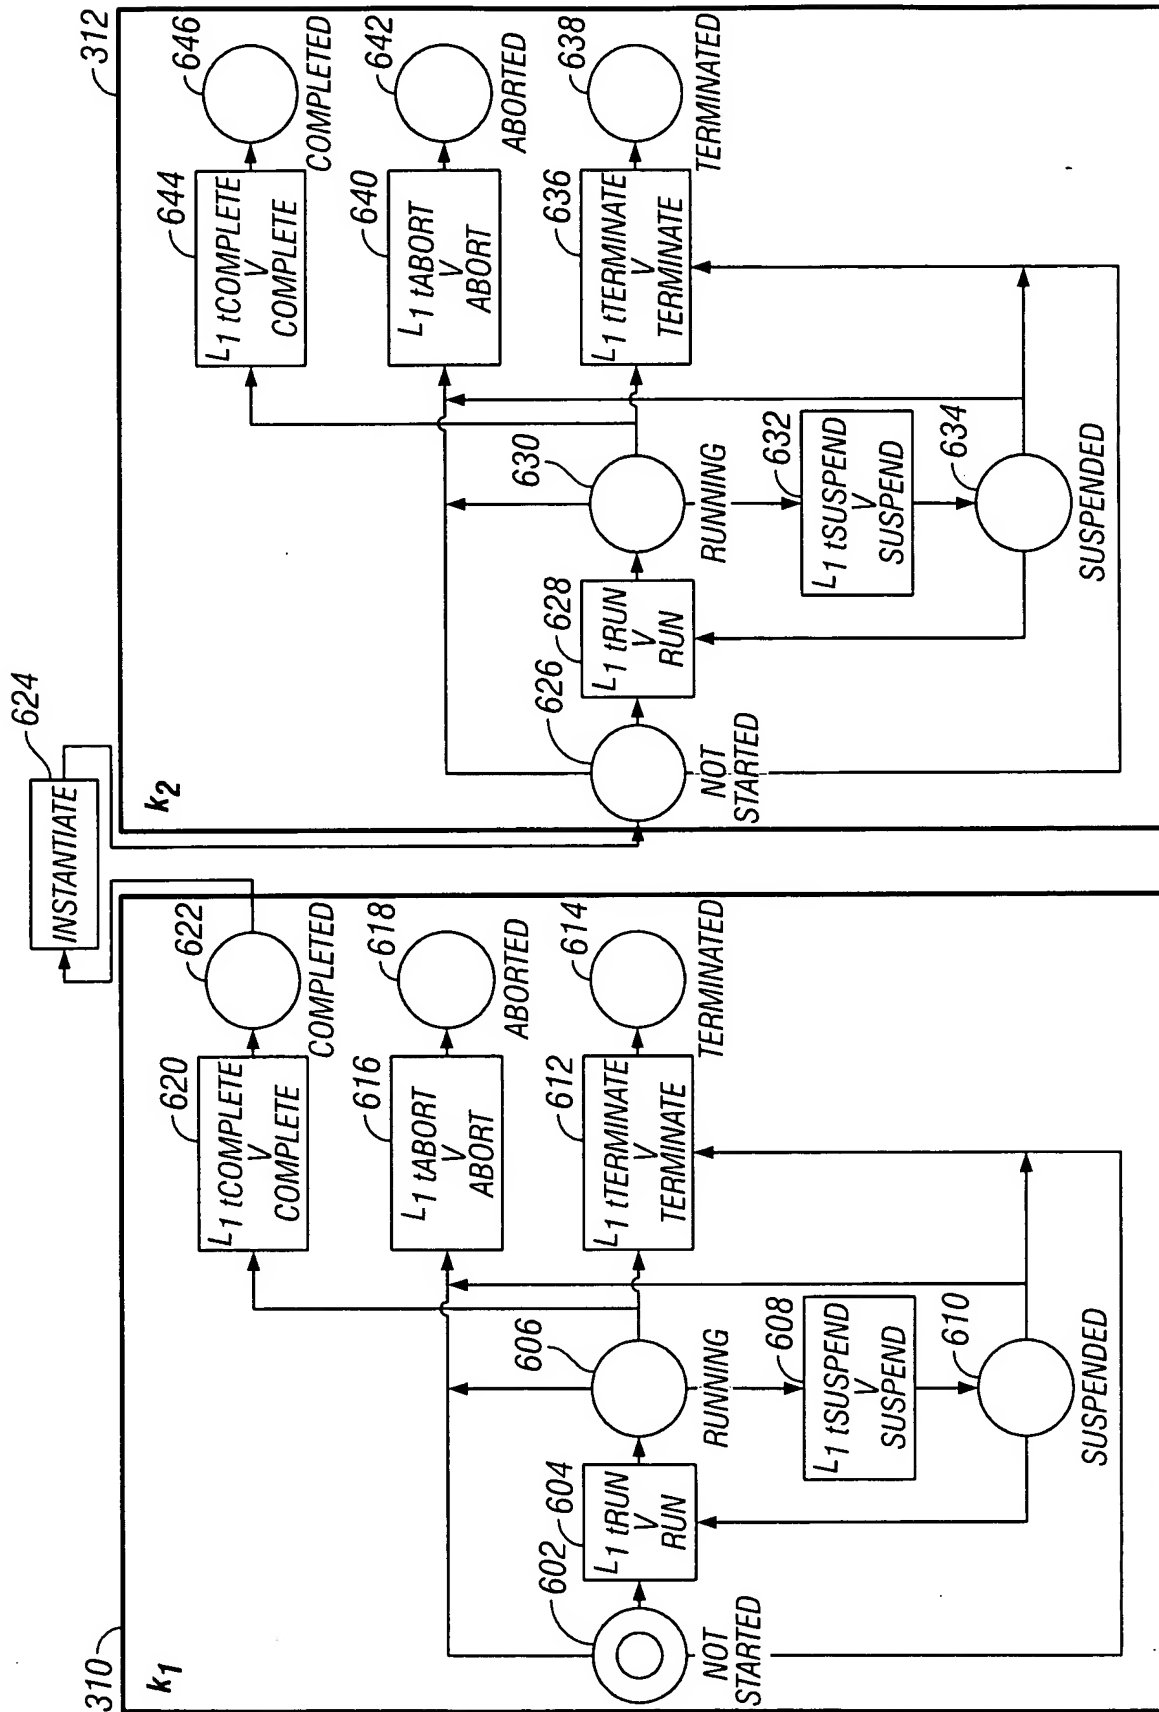 310
k1
602
NOT
STARTED
604
L1 tRUN
V
RUN
606
RUNNING
608
L1 tSUSPEND
V
SUSPEND
610
SUSPENDED
620
L1 tCOMPLETE
V
COMPLETE
622
COMPLETED
616
L1 tABORT
V
ABORT
618
ABORTED
612
L1 tTERMINATE
V
TERMINATE
614
TERMINATED
INSTANTIATE
624
312
k2
626
NOT
STARTED
628
L1 tRUN
V
RUN
630
RUNNING
632
L1 tSUSPEND
V
SUSPEND
634
SUSPENDED
644
L1 tCOMPLETE
V
COMPLETE
646
COMPLETED
640
L1 tABORT
V
ABORT
642
ABORTED
636
L1 tTERMINATE
V
TERMINATE
638
TERMINATED